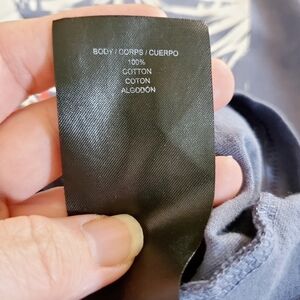 BODY / CORPS / CUERPO
100%
COTTON
COTON
ALGODÓN